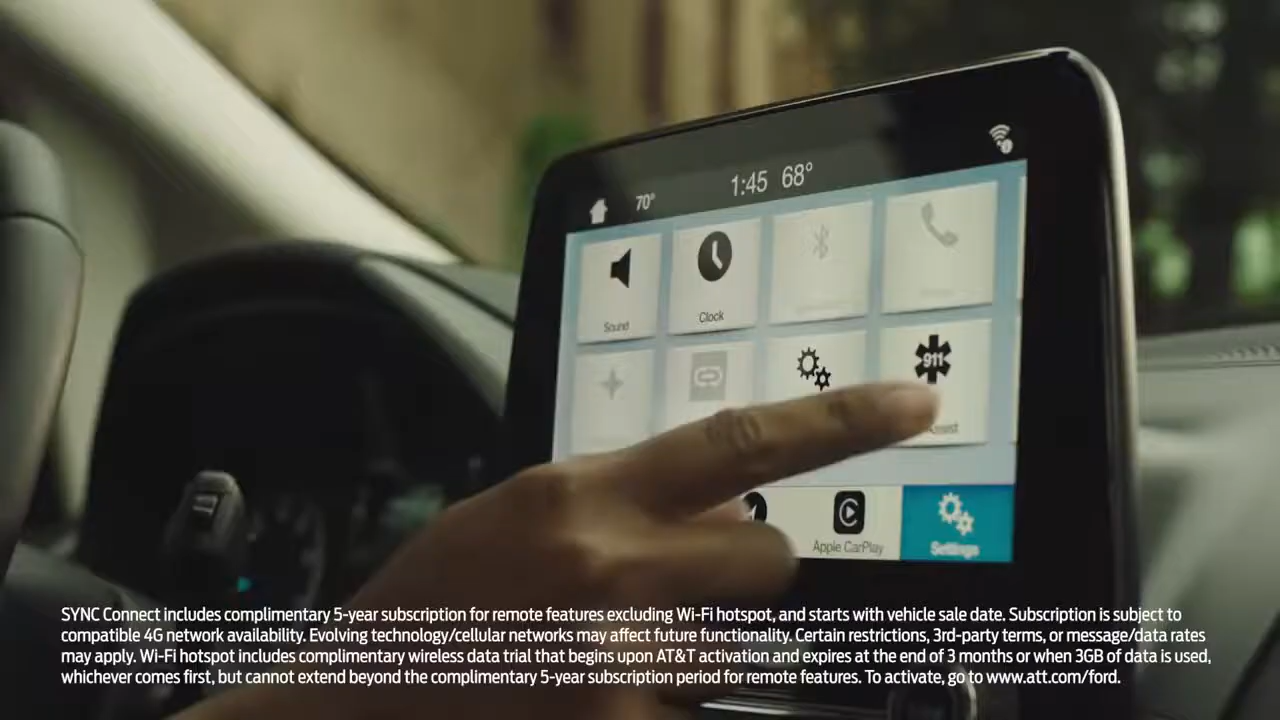 70°
1:45 68°
Sound
Clock
911
Apple CarPlay
Settings
SYNC Connect includes complimentary 5-year subscription for remote features excluding Wi-Fi hotspot, and starts with vehicle sale date. Subscription is subject to
compatible 4G network availability. Evolving technology/cellular networks may affect future functionality. Certain restrictions, 3rd-party terms, or message/data rates
may apply. Wi-Fi hotspot includes complimentary wireless data trial that begins upon AT&T activation and expires at the end of 3 months or when 3GB of data is used,
whichever comes first, but cannot extend beyond the complimentary 5-year subscription period for remote features. To activate, go to www.att.com/ford.